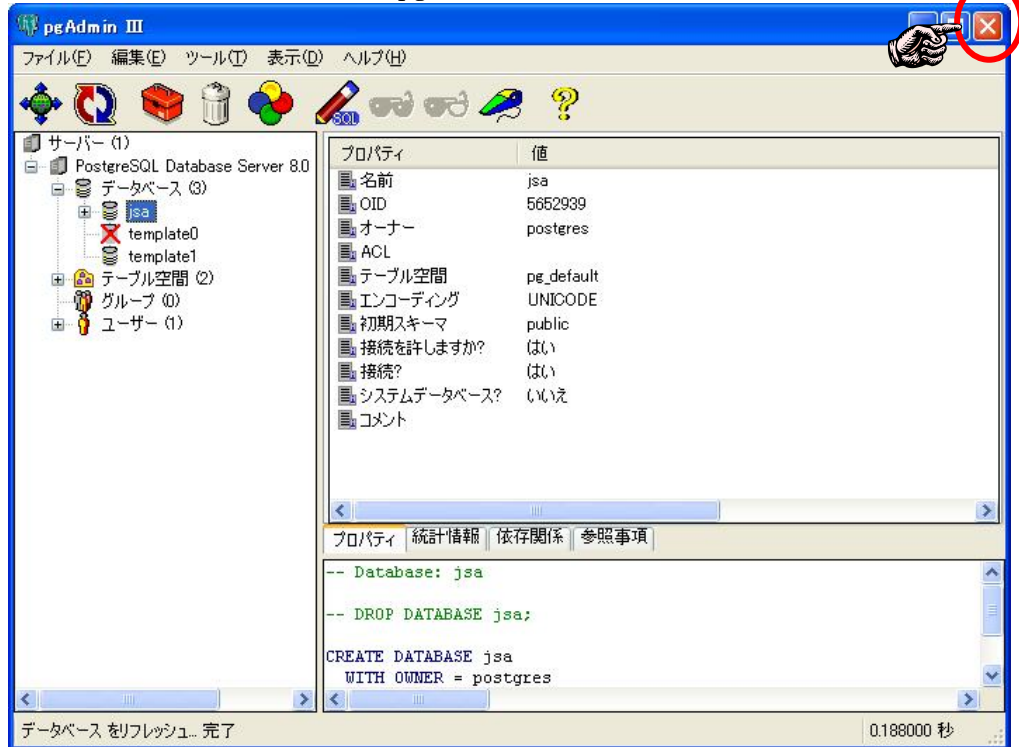 pgAdmin III
ファイル(F) 編集(E) ツール(T) 表示(D) ヘルプ(H)
SQL
サーバー (1)
PostgreSQL Database Server 8.0
データベース (3)
jsa
template0
template1
テーブル空間 (2)
グループ (0)
ユーザー (1)
プロパティ 値
名前 jsa
OID 5652939
オーナー postgres
ACL
テーブル空間 pg_default
エンコーディング UNICODE
初期スキーマ public
接続を許しますか? はい
接続? はい
システムデータベース? いいえ
コメント
プロパティ 統計情報 依存関係 参照事項
-- Database: jsa
-- DROP DATABASE jsa;
CREATE DATABASE jsa
WITH OWNER = postgres
データベース をリフレッシュ... 完了 0.188000 秒